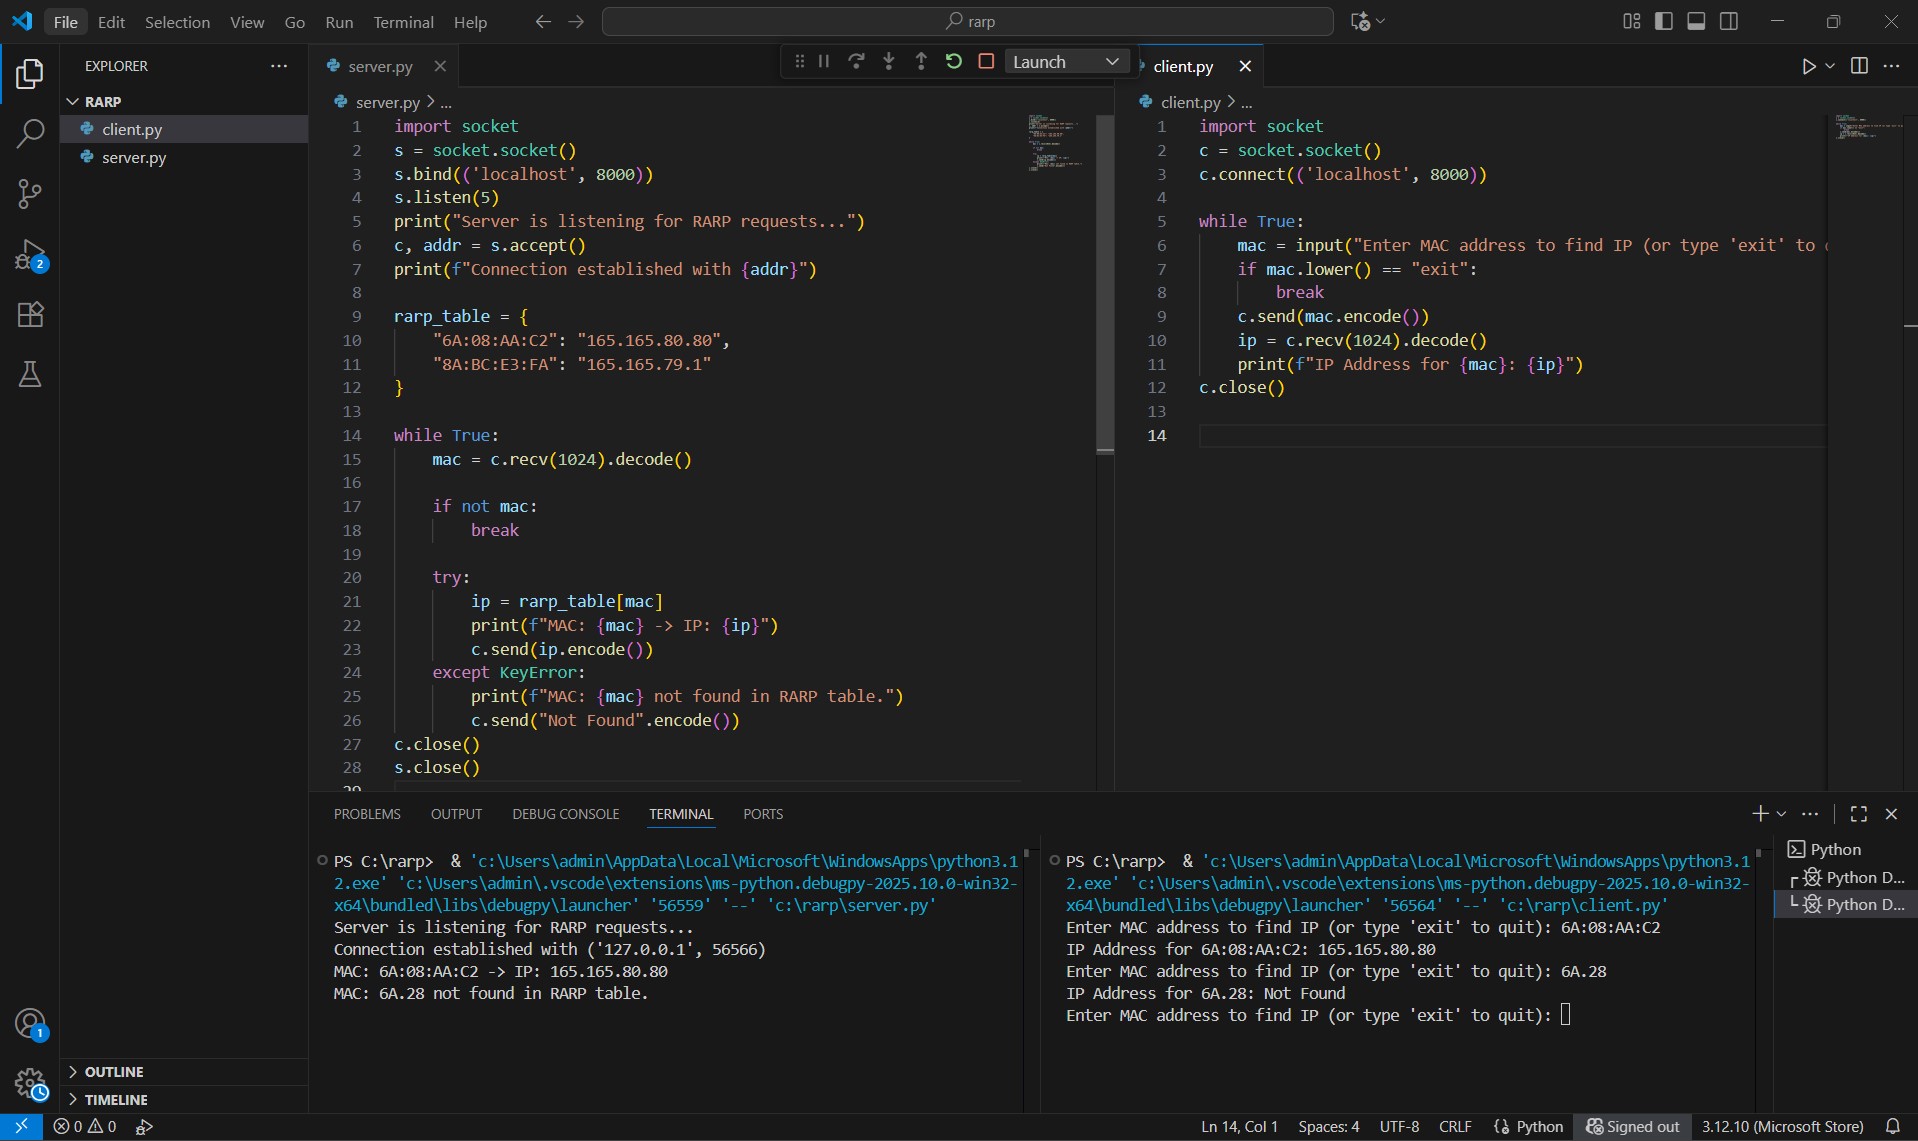 File Edit Selection View Go Run Terminal Help
rarp
EXPLORER
RARP
client.py
server.py
OUTLINE
TIMELINE
2
1
server.py
server.py > ...
1 import socket
2 s = socket.socket()
3 s.bind(('localhost', 8000))
4 s.listen(5)
5 print("Server is listening for RARP requests...")
6 c, addr = s.accept()
7 print(f"Connection established with {addr}")
8
9 rarp_table = {
10     "6A:08:AA:C2": "165.165.80.80",
11     "8A:BC:E3:FA": "165.165.79.1"
12 }
13
14 while True:
15     mac = c.recv(1024).decode()
16
17     if not mac:
18         break
19
20     try:
21         ip = rarp_table[mac]
22         print(f"MAC: {mac} -> IP: {ip}")
23         c.send(ip.encode())
24     except KeyError:
25         print(f"MAC: {mac} not found in RARP table.")
26         c.send("Not Found".encode())
27 c.close()
28 s.close()
29
Launch
client.py
client.py > ...
1 import socket
2 c = socket.socket()
3 c.connect(('localhost', 8000))
4
5 while True:
6     mac = input("Enter MAC address to find IP (or type 'exit' to
7     if mac.lower() == "exit":
8         break
9     c.send(mac.encode())
10     ip = c.recv(1024).decode()
11     print(f"IP Address for {mac}: {ip}")
12 c.close()
13
14
PROBLEMS OUTPUT DEBUG CONSOLE TERMINAL PORTS
PS C:\rarp>  & 'c:\Users\admin\AppData\Local\Microsoft\WindowsApps\python3.1
2.exe' 'c:\Users\admin\.vscode\extensions\ms-python.debugpy-2025.10.0-win32-
x64\bundled\libs\debugpy\launcher' '56559' '--' 'c:\rarp\server.py'
Server is listening for RARP requests...
Connection established with ('127.0.0.1', 56566)
MAC: 6A:08:AA:C2 -> IP: 165.165.80.80
MAC: 6A.28 not found in RARP table.
PS C:\rarp>  & 'c:\Users\admin\AppData\Local\Microsoft\WindowsApps\python3.1
2.exe' 'c:\Users\admin\.vscode\extensions\ms-python.debugpy-2025.10.0-win32-
x64\bundled\libs\debugpy\launcher' '56564' '--' 'c:\rarp\client.py'
Enter MAC address to find IP (or type 'exit' to quit): 6A:08:AA:C2
IP Address for 6A:08:AA:C2: 165.165.80.80
Enter MAC address to find IP (or type 'exit' to quit): 6A.28
IP Address for 6A.28: Not Found
Enter MAC address to find IP (or type 'exit' to quit):
Python
Python D...
Python D...
0 0
Ln 14, Col 1 Spaces: 4 UTF-8 CRLF Python Signed out 3.12.10 (Microsoft Store)